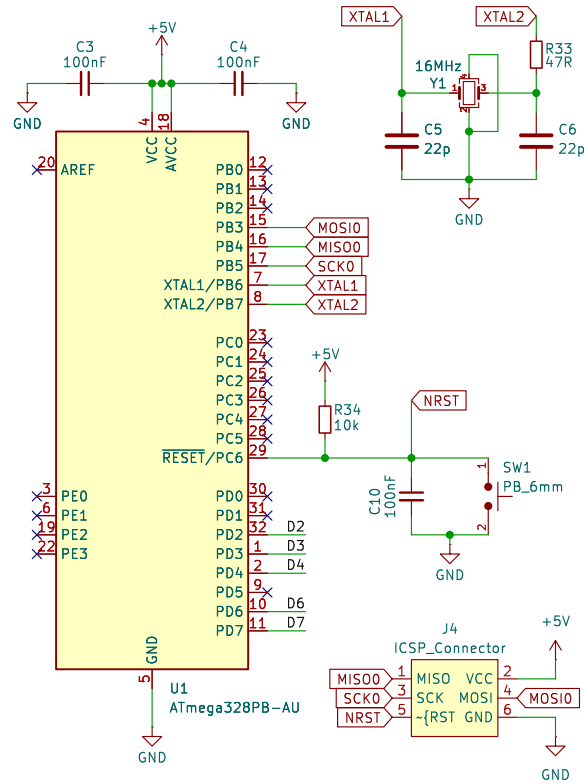 XTAL1
XTAL2
+5V
C3
100nF
C4
100nF
GND
GND
R33
47R
16MHz
Y1
4
1
3
2
C5
22p
C6
22p
GND
4
18
VCC
AVCC
20
AREF
PB0
12
PB1
13
PB2
14
PB3
15
MOSI0
PB4
16
MISO0
PB5
17
SCK0
XTAL1/PB6
7
XTAL1
XTAL2/PB7
8
XTAL2
PC0
23
PC1
24
PC2
25
PC3
26
PC4
27
PC5
28
RESET/PC6
29
+5V
R34
10k
NRST
C10
100nF
SW1
PB_6mm
1
2
GND
3
PE0
6
PE1
19
PE2
22
PE3
PD0
30
PD1
31
PD2
32
D2
PD3
1
D3
PD4
2
D4
PD5
9
PD6
10
D6
PD7
11
D7
GND
5
U1
ATmega328PB-AU
GND
J4
ICSP_Connector
+5V
MISO0
1
MISO
VCC
2
SCK0
3
SCK
MOSI
4
MOSI0
NRST
5
~{RST
GND
6
GND